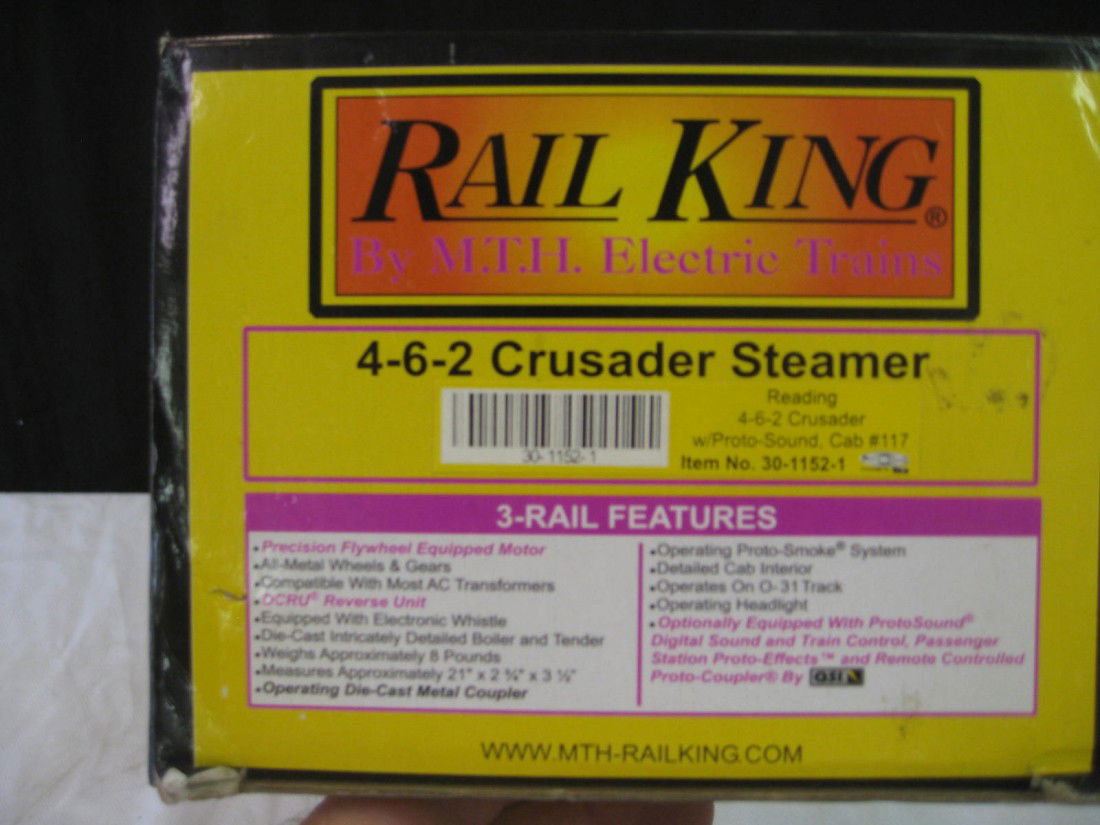 RAIL KING®
By M.T.H. Electric Trains
4-6-2 Crusader Steamer
30-1152-1
Reading
4-6-2 Crusader
w/Proto-Sound, Cab #117
Item No. 30-1152-1
3-RAIL FEATURES
•Precision Flywheel Equipped Motor
•All-Metal Wheels & Gears
•Compatible With Most AC Transformers
•DCRU® Reverse Unit
•Equipped With Electronic Whistle
•Die-Cast Intricately Detailed Boiler and Tender
•Weighs Approximately 8 Pounds
•Measures Approximately 21" x 2 ¾" x 3 ½"
•Operating Die-Cast Metal Coupler
•Operating Proto-Smoke® System
•Detailed Cab Interior
•Operates On O-31 Track
•Operating Headlight
•Optionally Equipped With ProtoSound®
Digital Sound and Train Control, Passenger
Station Proto-Effects™ and Remote Controlled
Proto-Coupler® By QSI
WWW.MTH-RAILKING.COM